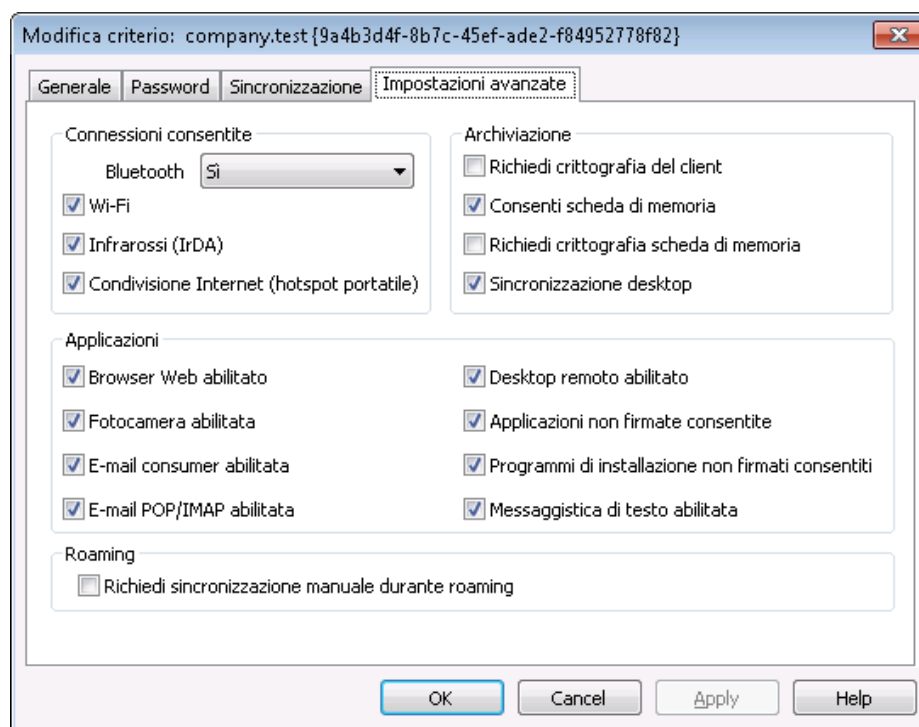 Modifica criterio: company.test {9a4b3d4f-8b7c-45ef-ade2-f84952778f82}
Generale
Password
Sincronizzazione
Impostazioni avanzate
Connessioni consentite
Bluetooth
Sì
Wi-Fi
Infrarossi (IrDA)
Condivisione Internet (hotspot portatile)
Archiviazione
Richiedi crittografia del client
Consenti scheda di memoria
Richiedi crittografia scheda di memoria
Sincronizzazione desktop
Applicazioni
Browser Web abilitato
Fotocamera abilitata
E-mail consumer abilitata
E-mail POP/IMAP abilitata
Desktop remoto abilitato
Applicazioni non firmate consentite
Programmi di installazione non firmati consentiti
Messaggistica di testo abilitata
Roaming
Richiedi sincronizzazione manuale durante roaming
OK
Cancel
Apply
Help